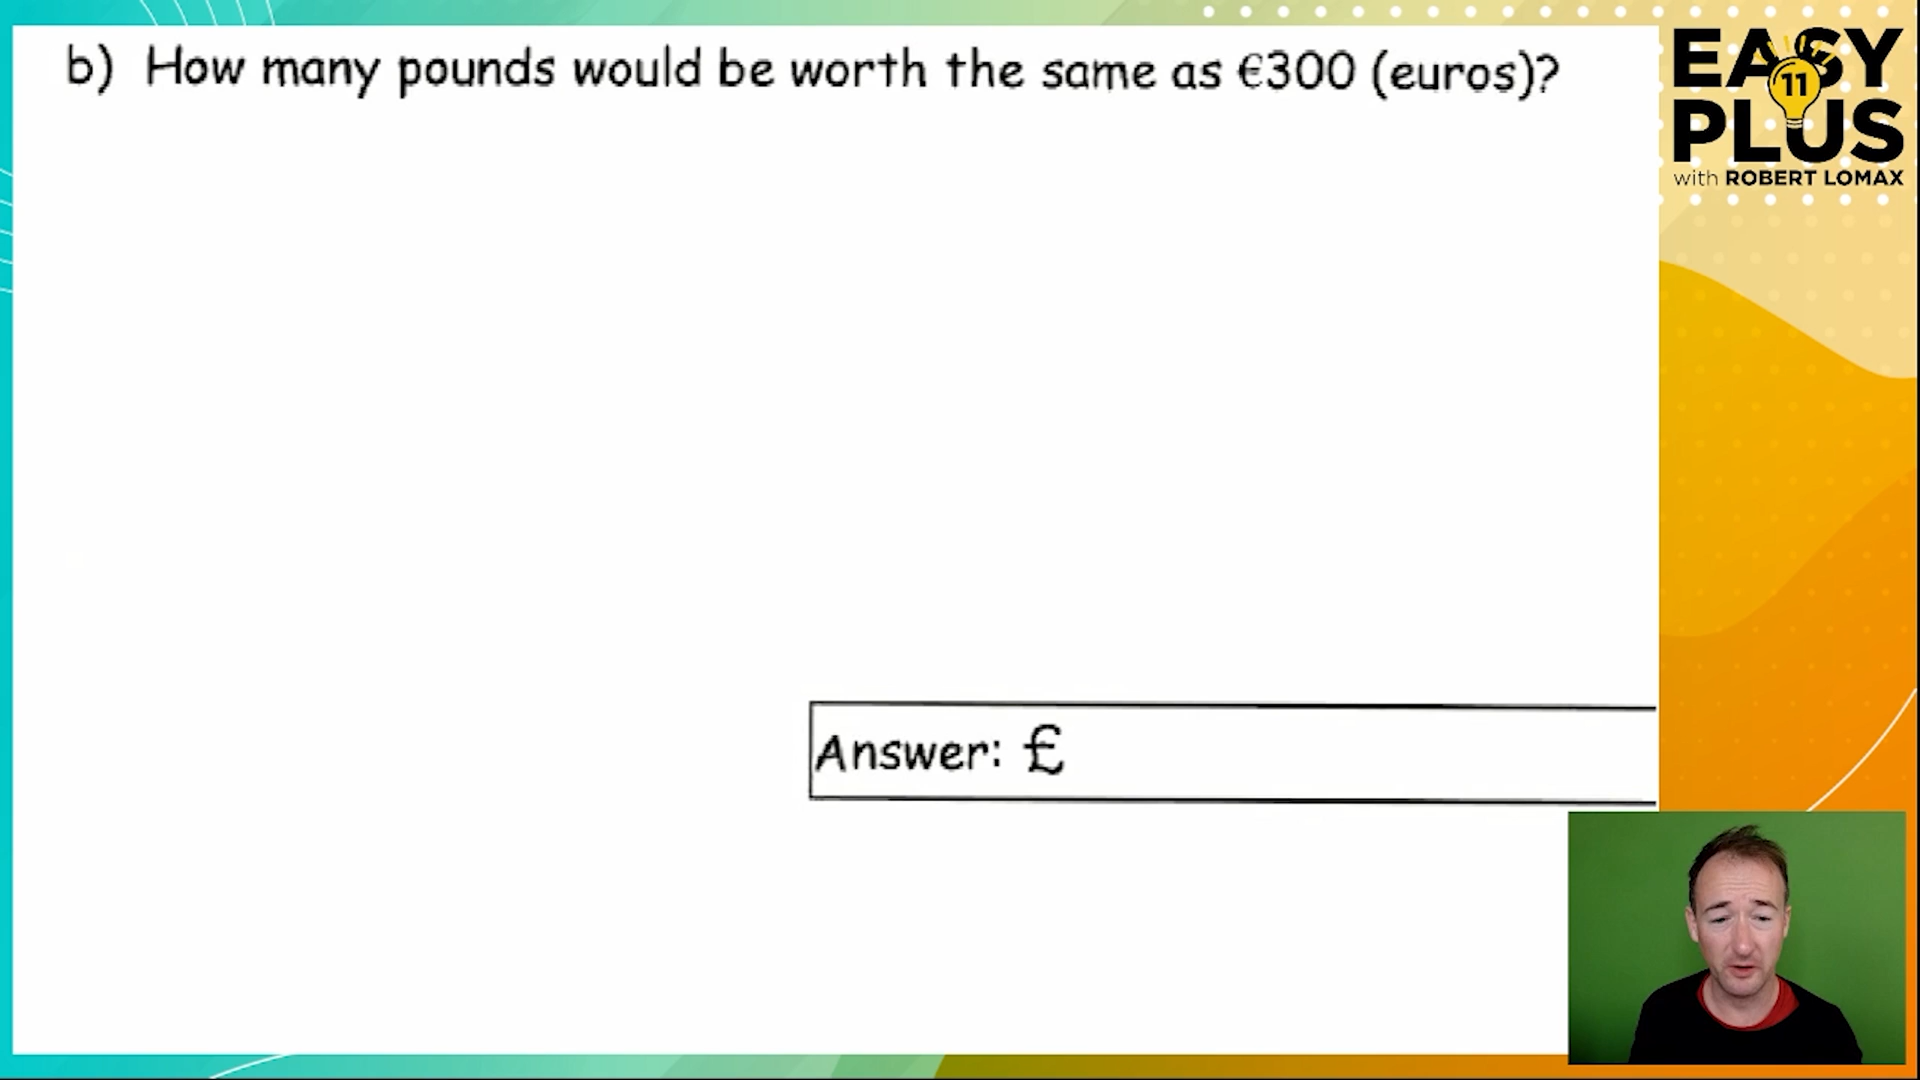 b) How many pounds would be worth the same as €300 (euros)?
EASY
11
PLUS
with ROBERT LOMAX
Answer: £